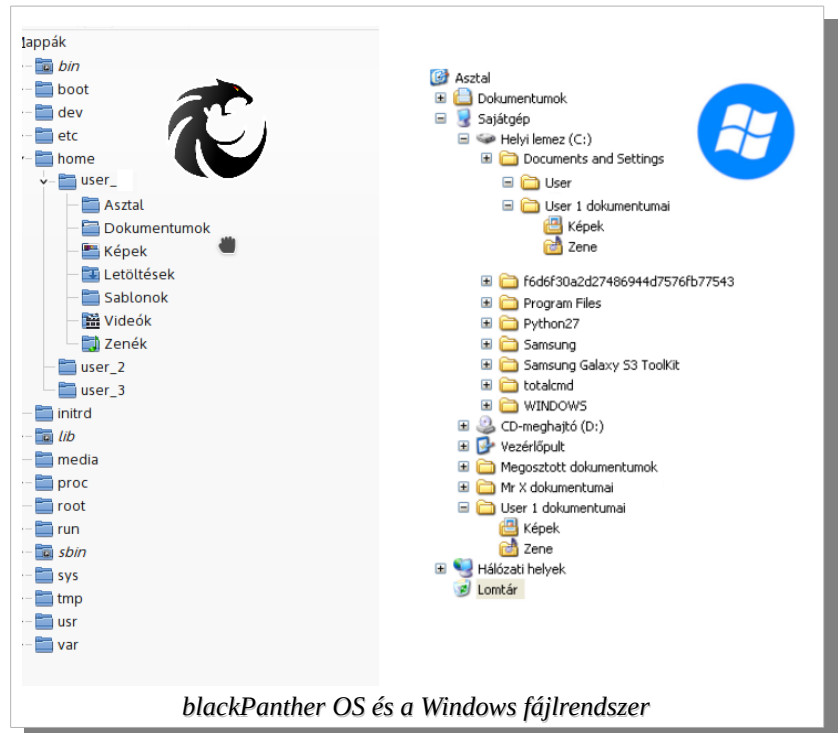 Mappák
bin
boot
dev
etc
home
user_
Asztal
Dokumentumok
Képek
Letöltések
Sablonok
Videók
Zenék
user_2
user_3
initrd
lib
media
proc
root
run
sbin
sys
tmp
usr
var
Asztal
Dokumentumok
Sajátgép
Helyi lemez (C:)
Documents and Settings
User
User 1 dokumentumai
Képek
Zene
f6d6f30a2d27486944d7576fb77543
Program Files
Python27
Samsung
Samsung Galaxy S3 ToolKit
totalcmd
WINDOWS
CD-meghajtó (D:)
Vezérlőpult
Megosztott dokumentumok
Mr X dokumentumai
User 1 dokumentumai
Képek
Zene
Hálózati helyek
Lomtár
blackPanther OS és a Windows fájlrendszer